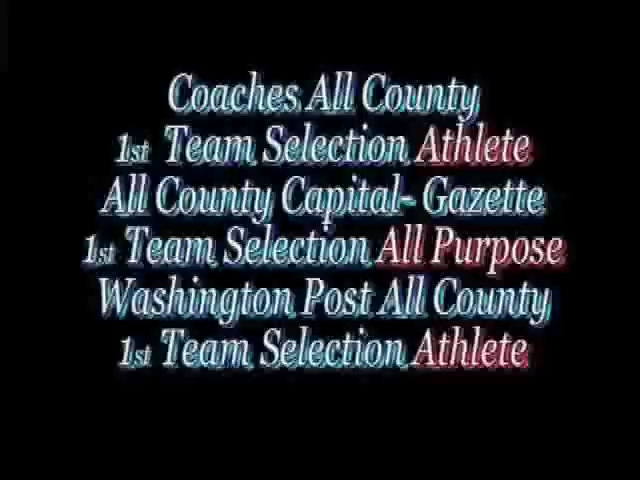 Coaches All County
1st Team Selection Athlete
All County Capital- Gazette
1st Team Selection All Purpose
Washington Post All County
1st Team Selection Athlete